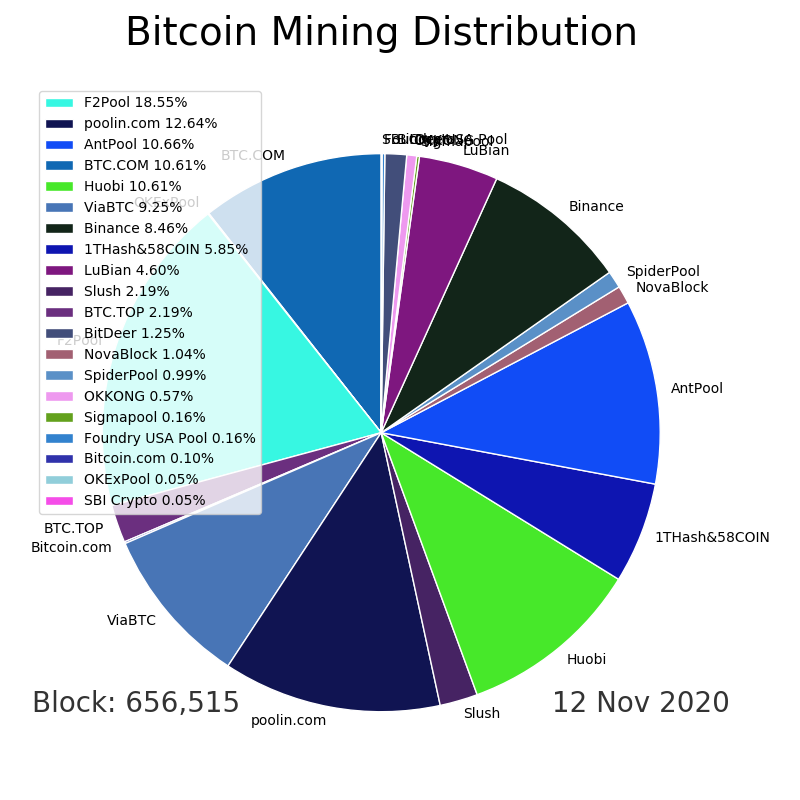 Bitcoin Mining Distribution
F2Pool 18.55%
poolin.com 12.64%
AntPool 10.66%
BTC.COM 10.61%
Huobi 10.61%
ViaBTC 9.25%
Binance 8.46%
1THash&58COIN 5.85%
LuBian 4.60%
Slush 2.19%
BTC.TOP 2.19%
BitDeer 1.25%
NovaBlock 1.04%
SpiderPool 0.99%
OKKONG 0.57%
Sigmapool 0.16%
Foundry USA Pool 0.16%
Bitcoin.com 0.10%
OKExPool 0.05%
SBI Crypto 0.05%
BTC.COM
OKExPool
F2Pool
BTC.TOP
Bitcoin.com
ViaBTC
poolin.com
Slush
Huobi
1THash&58COIN
AntPool
NovaBlock
SpiderPool
Binance
LuBian
Block: 656,515
12 Nov 2020